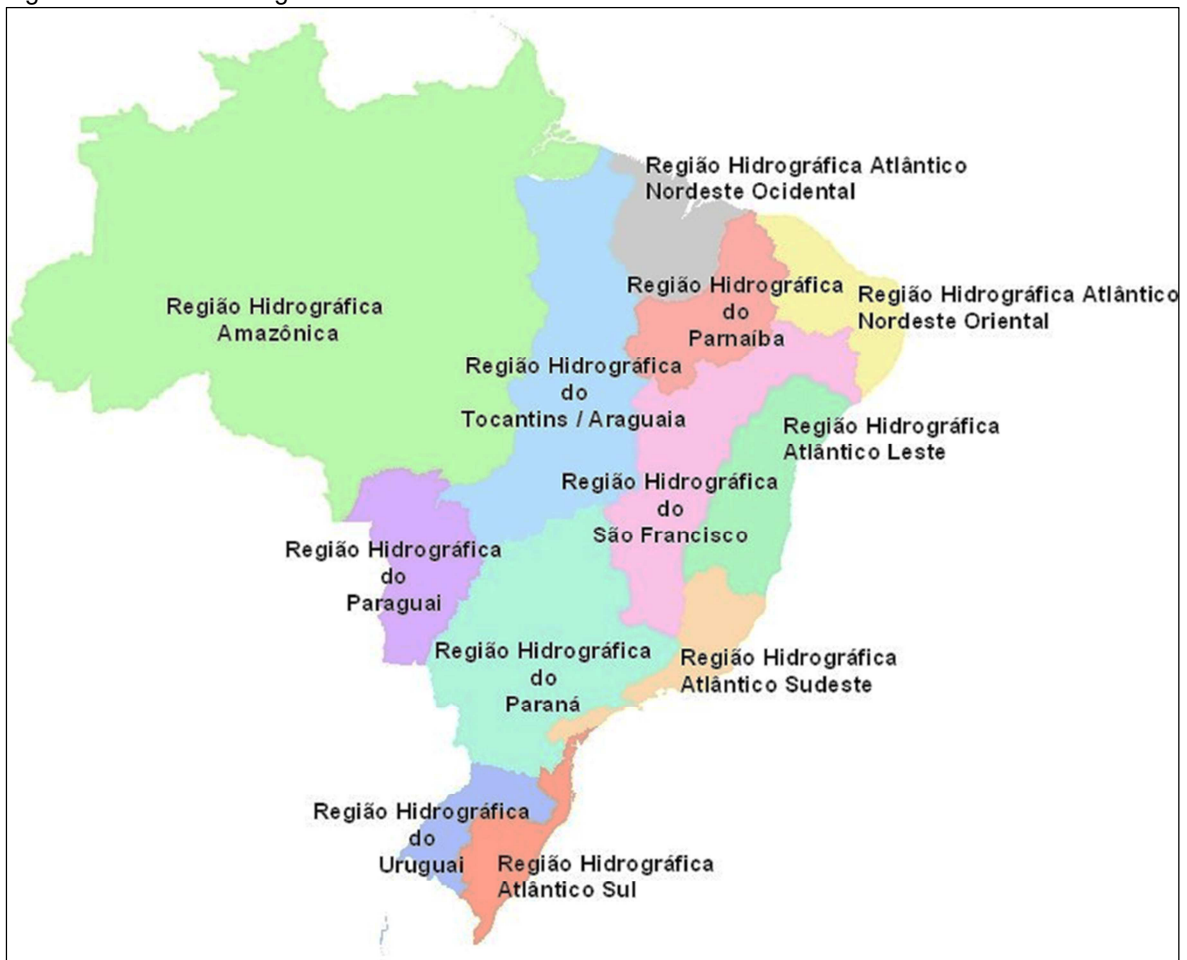 Região Hidrográfica Atlântico
Nordeste Ocidental
Região Hidrográfica
do
Parnaíba
Região Hidrográfica Atlântico
Nordeste Oriental
Região Hidrográfica
Amazônica
Região Hidrográfica
do
Tocantins / Araguaia
Região Hidrográfica
Atlântico Leste
Região Hidrográfica
do
São Francisco
Região Hidrográfica
do
Paraguai
Região Hidrográfica
do
Paraná
Região Hidrográfica
Atlântico Sudeste
Região Hidrográfica
do
Uruguai
Região Hidrográfica
Atlântico Sul